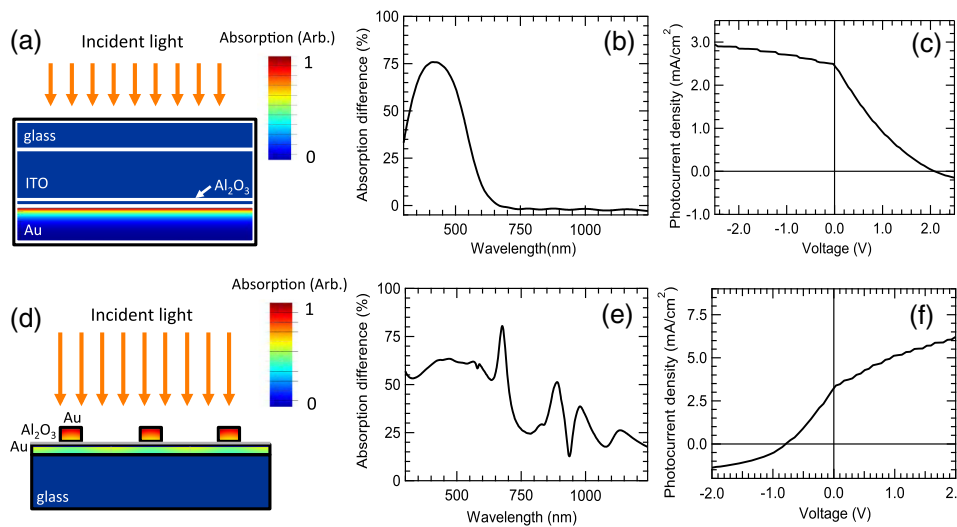 (a)
Incident light
Absorption (Arb.)
1
0
glass
ITO
Al₂O₃
Au
(b)
Absorption difference (%)
100
75
50
25
0
500
750
1000
Wavelength(nm)
(c)
Photocurrent density (mA/cm²)
3.0
2.0
1.0
0.0
-1.0
-2.0
-1.0
0.0
1.0
2.0
Voltage (V)
(d)
Incident light
Absorption (Arb.)
1
0
Au
Al₂O₃
Au
glass
(e)
Absorption difference (%)
100
75
50
25
0
500
750
1000
Wavelength (nm)
(f)
Photocurrent density (mA/cm²)
7.5
5.0
2.5
0.0
-2.0
-1.0
0.0
1.0
2.
Voltage (V)